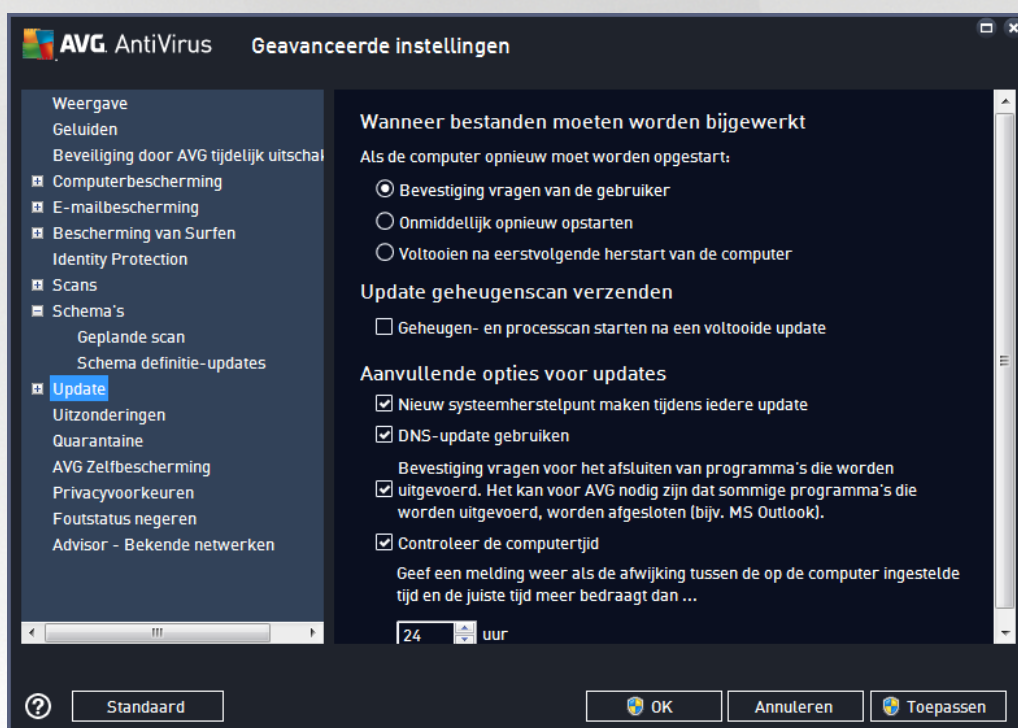 AVG. AntiVirus Geavanceerde instellingen
Weergave
Geluiden
Beveiliging door AVG tijdelijk uitschak
Computerbescherming
E-mailbescherming
Bescherming van Surfen
Identity Protection
Scans
Schema's
Geplande scan
Schema definitie-updates
Update
Uitzonderingen
Quarantaine
AVG Zelfbescherming
Privacyvoorkeuren
Foutstatus negeren
Advisor - Bekende netwerken
Wanneer bestanden moeten worden bijgewerkt
Als de computer opnieuw moet worden opgestart:
Bevestiging vragen van de gebruiker
Onmiddellijk opnieuw opstarten
Voltooien na eerstvolgende herstart van de computer
Update geheugenscan verzenden
Geheugen- en processcan starten na een voltooide update
Aanvullende opties voor updates
Nieuw systeemherstelpunt maken tijdens iedere update
DNS-update gebruiken
Bevestiging vragen voor het afsluiten van programma's die worden
uitgevoerd. Het kan voor AVG nodig zijn dat sommige programma's die
worden uitgevoerd, worden afgesloten (bijv. MS Outlook).
Controleer de computertijd
Geef een melding weer als de afwijking tussen de op de computer ingestelde
tijd en de juiste tijd meer bedraagt dan ...
24 uur
? Standaard OK Annuleren Toepassen